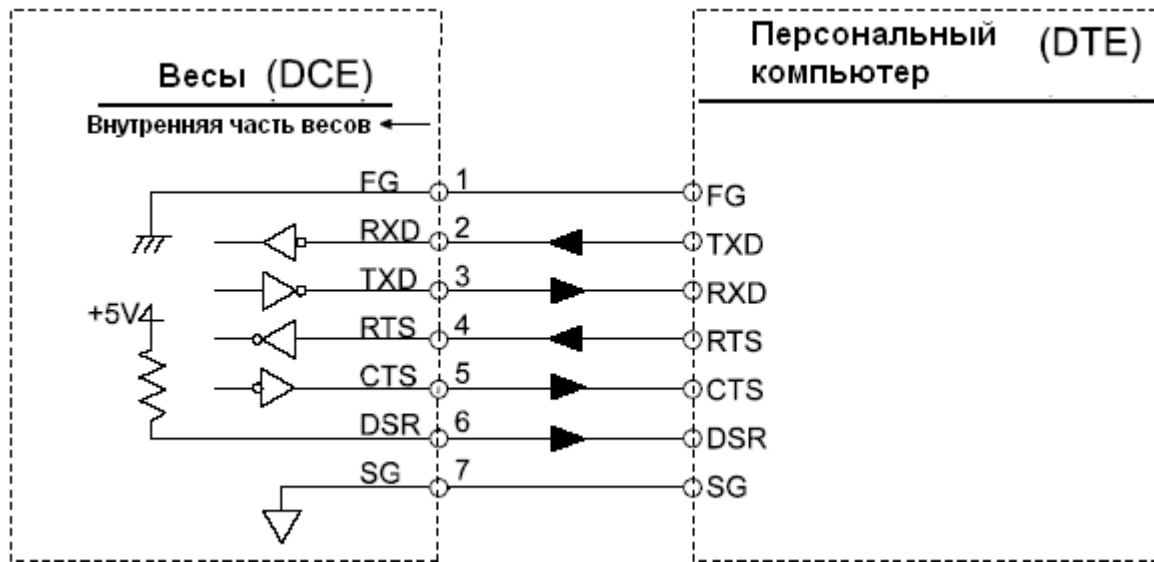 Весы (DCE)
Внутренняя часть весов
Персональный (DTE)
компьютер
FG 1 FG
RXD 2 TXD
TXD 3 RXD
+5V
RTS 4 RTS
CTS 5 CTS
DSR 6 DSR
SG 7 SG